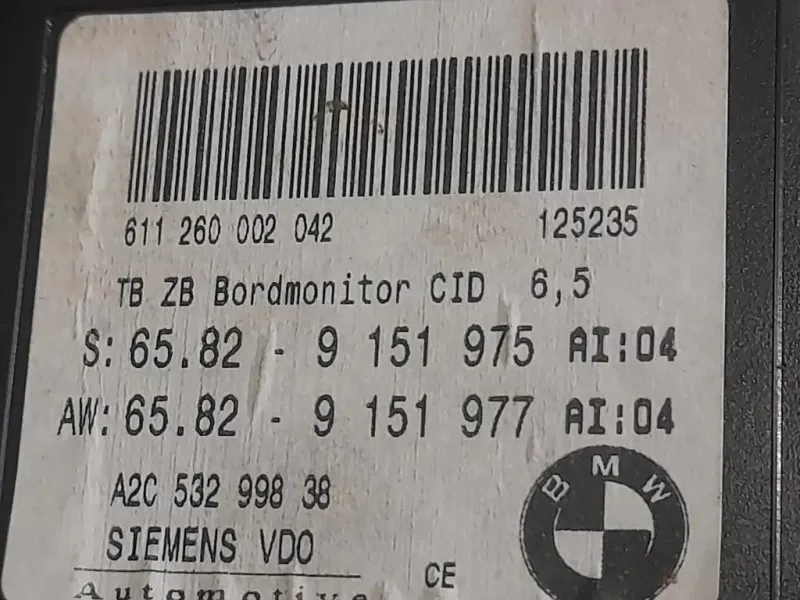 611 260 002 042 125235
TB ZB Bordmonitor CID 6,5
S: 65.82 - 9 151 975 AI:04
AW: 65.82 - 9 151 977 AI:04
A2C 532 998 38
BMW
SIEMENS VDO
CE
Automotive